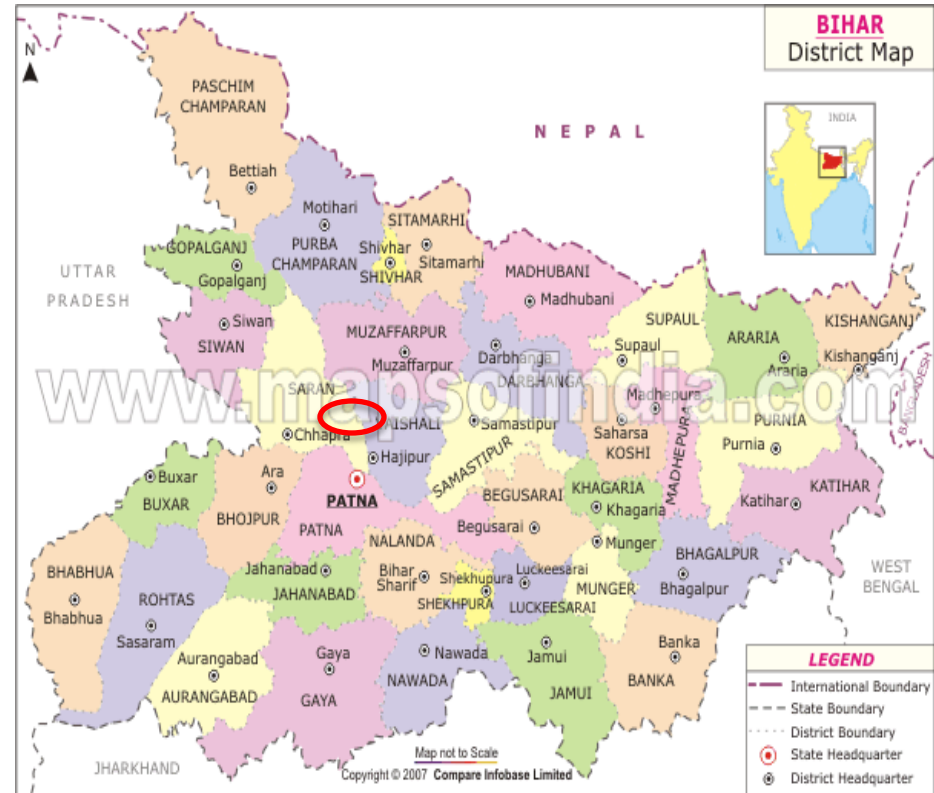 BIHAR
District Map
N
INDIA
NEPAL
PASCHIM
CHAMPARAN
Bettiah
Motihari
PURBA
CHAMPARAN
SITAMARHI
Shivhar
Sitamarhi
SHIVHAR
GOPALGANJ
Gopalganj
UTTAR
PRADESH
MADHUBANI
Madhubani
Siwan
SIWAN
MUZAFFARPUR
Muzaffarpur
SUPAUL
Supaul
ARARIA
Araria
KISHANGANJ
Kishanganj
Darbhanga
DARBHANGA
BANGLADESH
www.mapsofindia.com
SARAN
Chhapra
VAISHALI
Hajipur
Samastipur
SAMASTIPUR
Madhepura
MADHEPURA
Saharsa
KOSHI
PURNIA
Purnia
KATIHAR
Katihar
Buxar
BUXAR
Ara
BHOJPUR
PATNA
PATNA
BEGUSARAI
Begusarai
KHAGARIA
Khagaria
Munger
MUNGER
BHAGALPUR
Bhagalpur
WEST
BENGAL
NALANDA
Bihar
Sharif
Shekhupura
SHEKHPURA
Luckeesarai
LUCKEESARAI
Jahanabad
JAHANABAD
BHABHUA
Bhabhua
ROHTAS
Sasaram
Aurangabad
AURANGABAD
Gaya
GAYA
Nawada
NAWADA
Jamui
JAMUI
Banka
BANKA
JHARKHAND
Map not to Scale
Copyright © 2007 Compare Infobase Limited
LEGEND
International Boundary
State Boundary
District Boundary
State Headquarter
District Headquarter